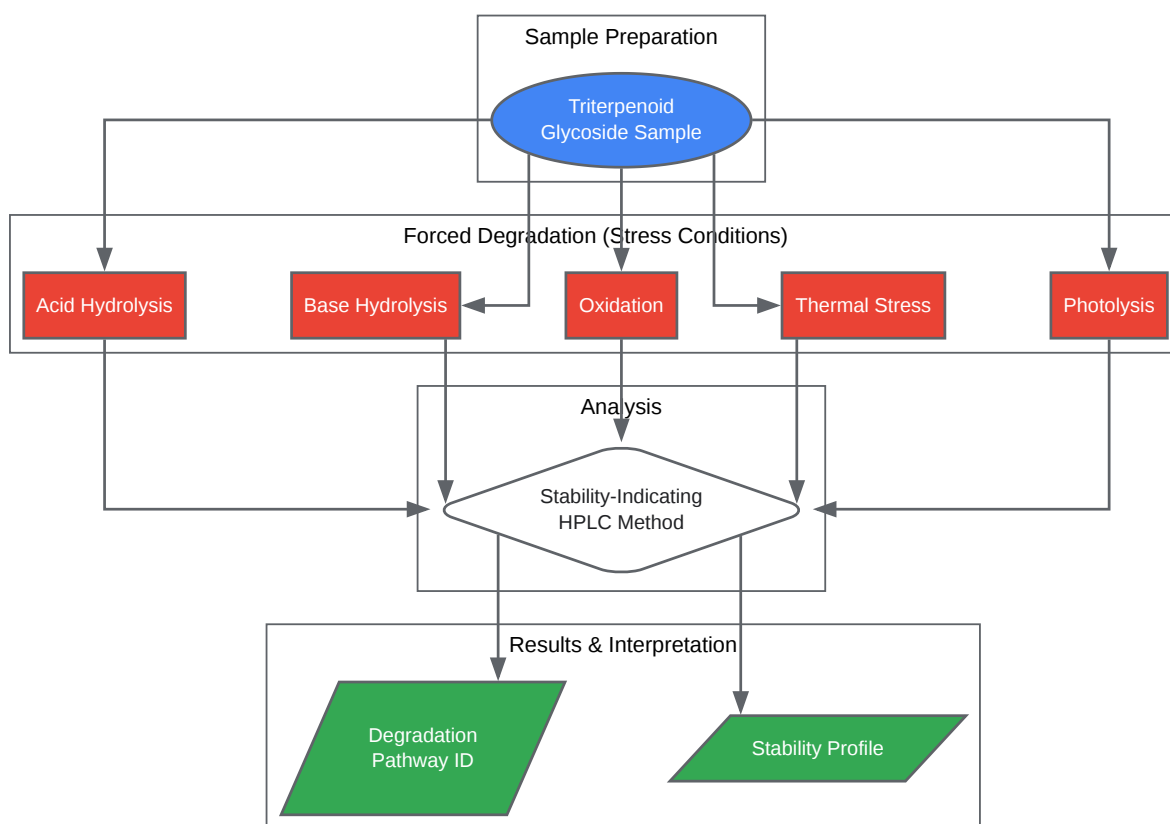 Sample Preparation
Triterpenoid
Glycoside Sample
Forced Degradation (Stress Conditions)
Acid Hydrolysis
Base Hydrolysis
Oxidation
Thermal Stress
Photolysis
Analysis
Stability-Indicating
HPLC Method
Results & Interpretation
Degradation
Pathway ID
Stability Profile